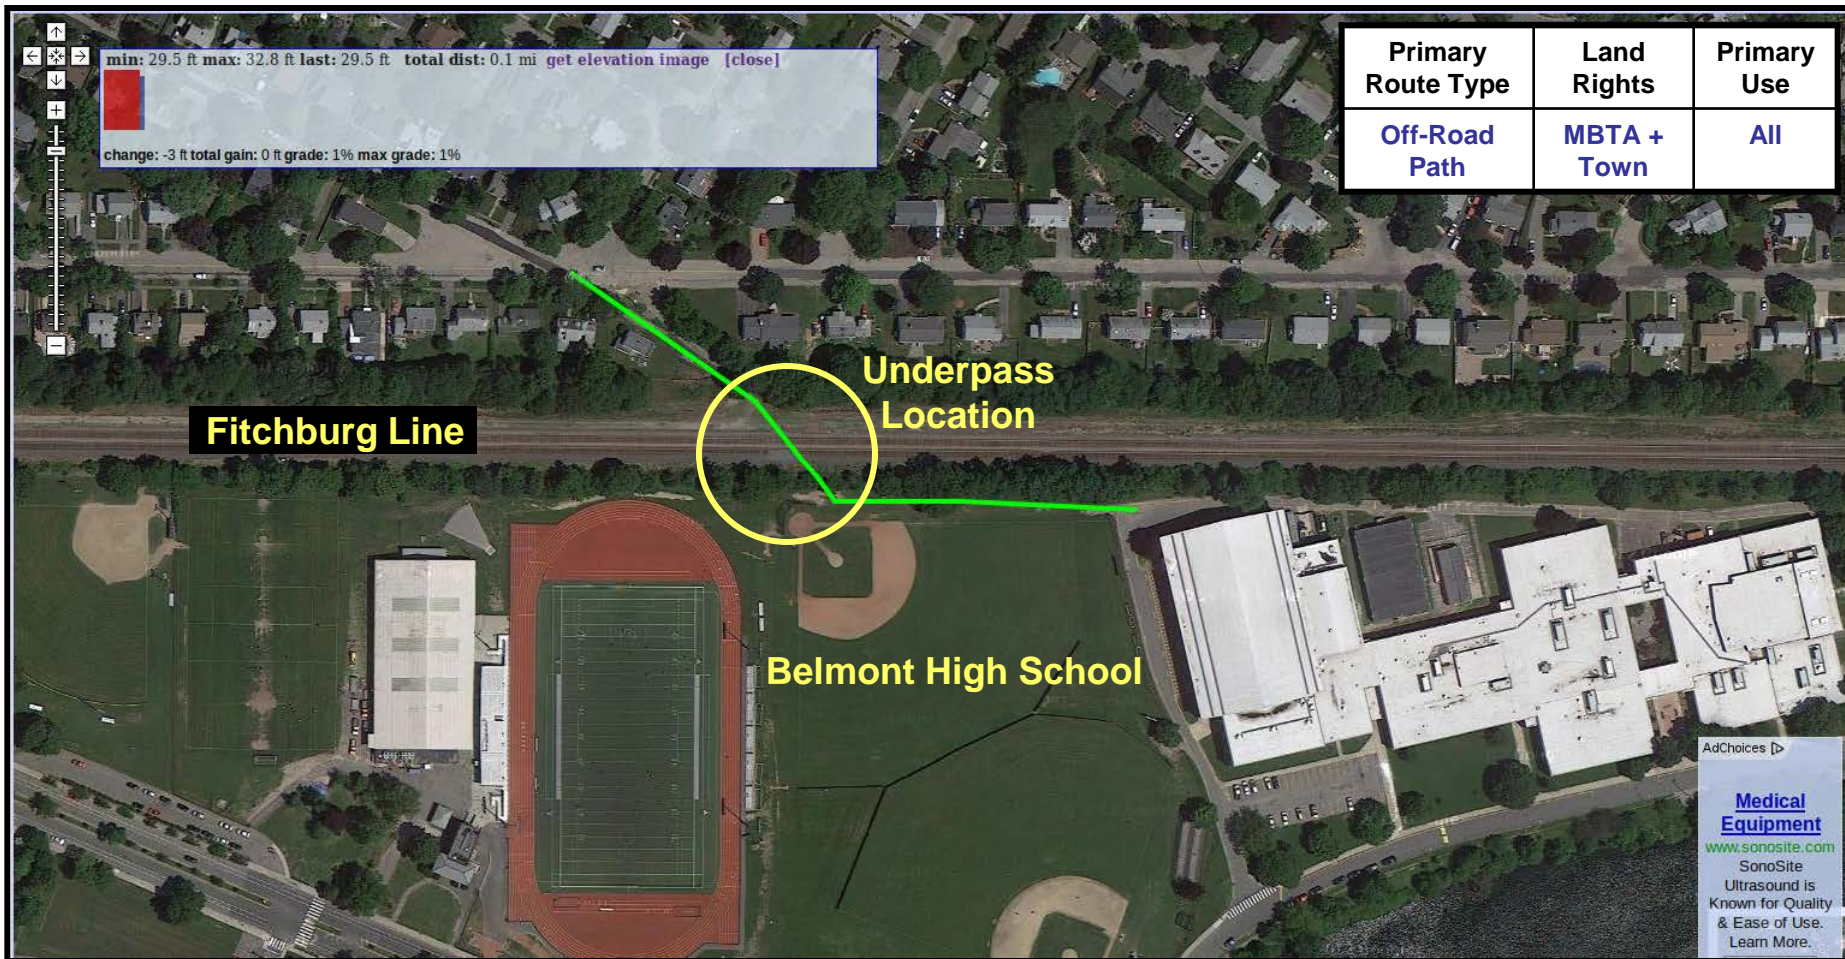 min: 29.5 ft max: 32.8 ft last: 29.5 ft total dist: 0.1 mi get elevation image [close]
change: -3 ft total gain: 0 ft grade: 1% max grade: 1%
Primary Route Type
Land Rights
Primary Use
Off-Road Path
MBTA + Town
All
Underpass
Location
Fitchburg Line
Belmont High School
AdChoices
Medical
Equipment
www.sonosite.com
SonoSite
Ultrasound is
Known for Quality
& Ease of Use.
Learn More.